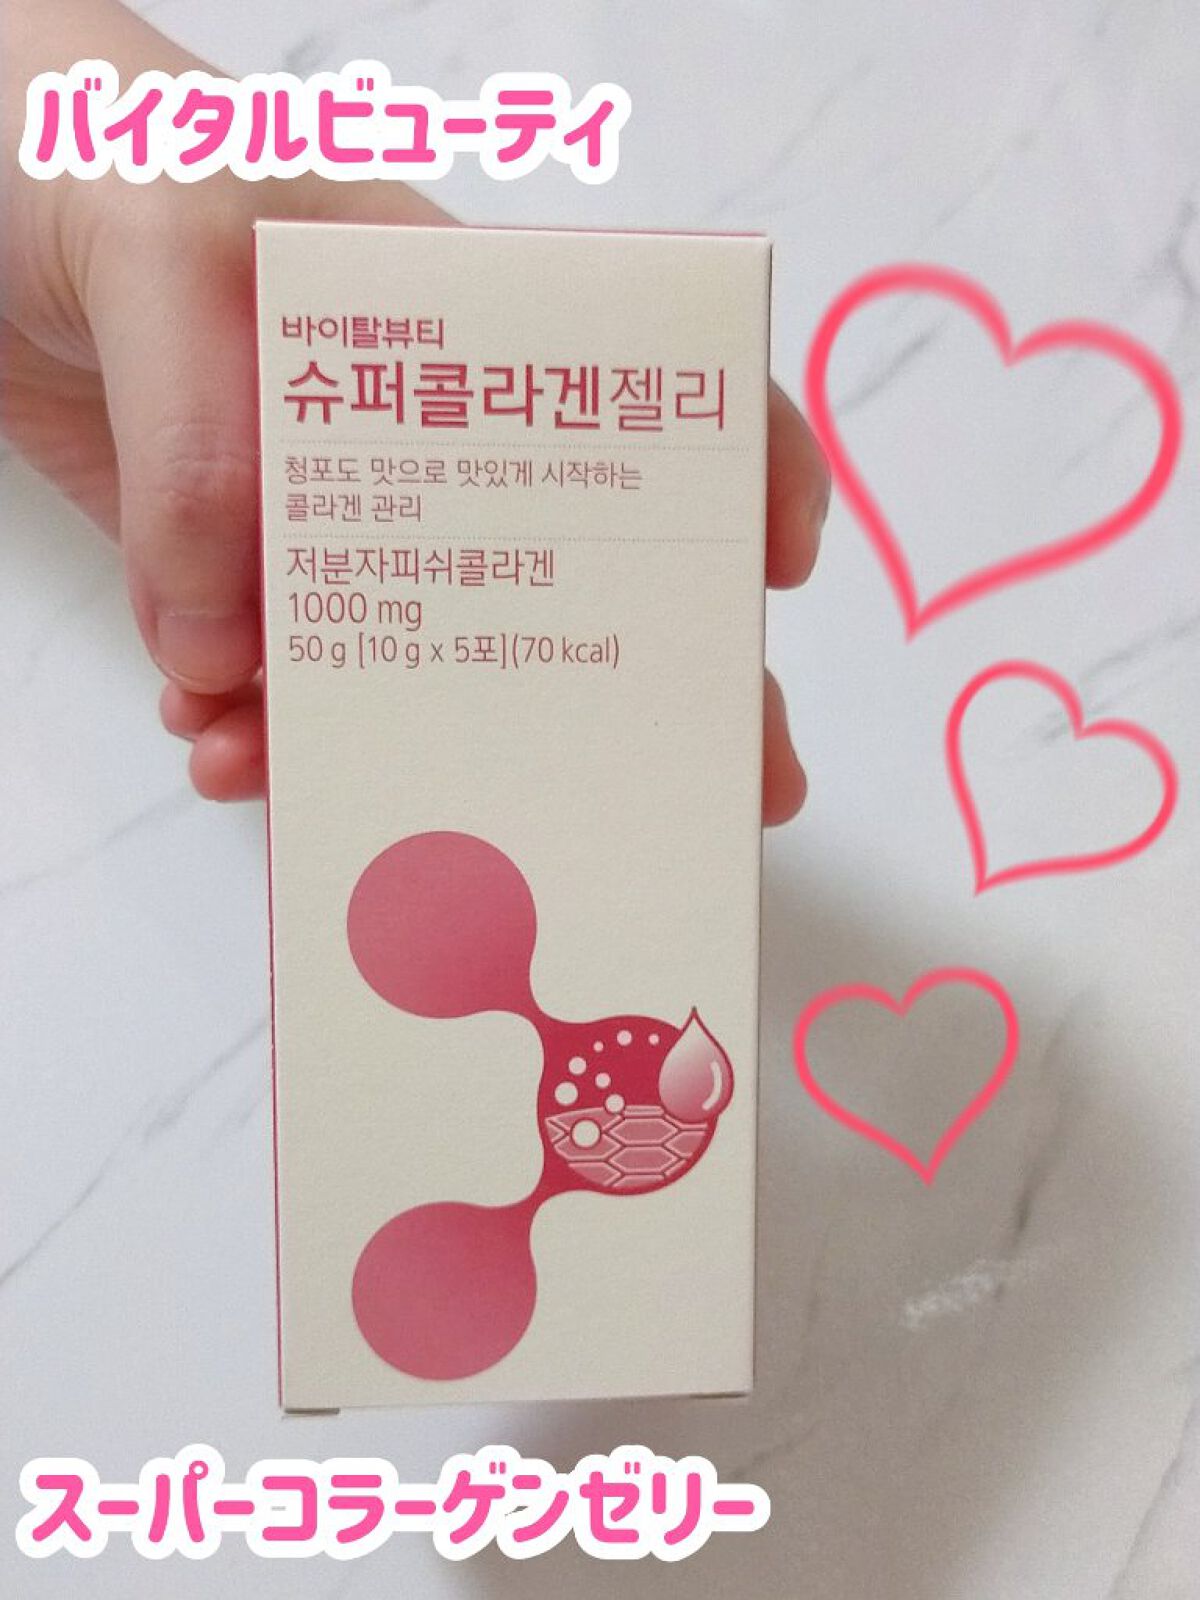 バイタルビューティ
바이탈뷰티
슈퍼콜라겐젤리
청포도 맛으로 맛있게 시작하는
콜라겐 관리
저분자피쉬콜라겐
1000 mg
50 g [10 g x 5포](70 kcal)
スーパーコラーゲンゼリー